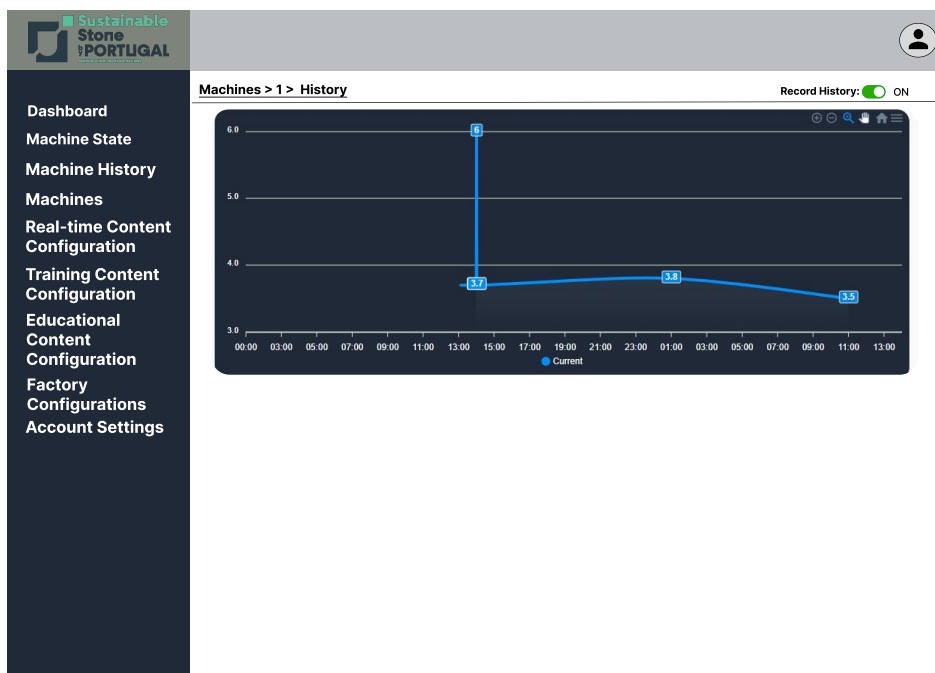 Sustainable
Stone
by PORTUGAL
Machines > 1 > History
Record History: ON
Dashboard
Machine State
Machine History
Machines
Real-time Content
Configuration
Training Content
Configuration
Educational
Content
Configuration
Factory
Configurations
Account Settings
6.0
6
5.0
4.0
3.7
3.8
3.5
3.0
00:00 03:00 05:00 07:00 09:00 11:00 13:00 15:00 17:00 19:00 21:00 23:00 01:00 03:00 05:00 07:00 09:00 11:00 13:00
Current